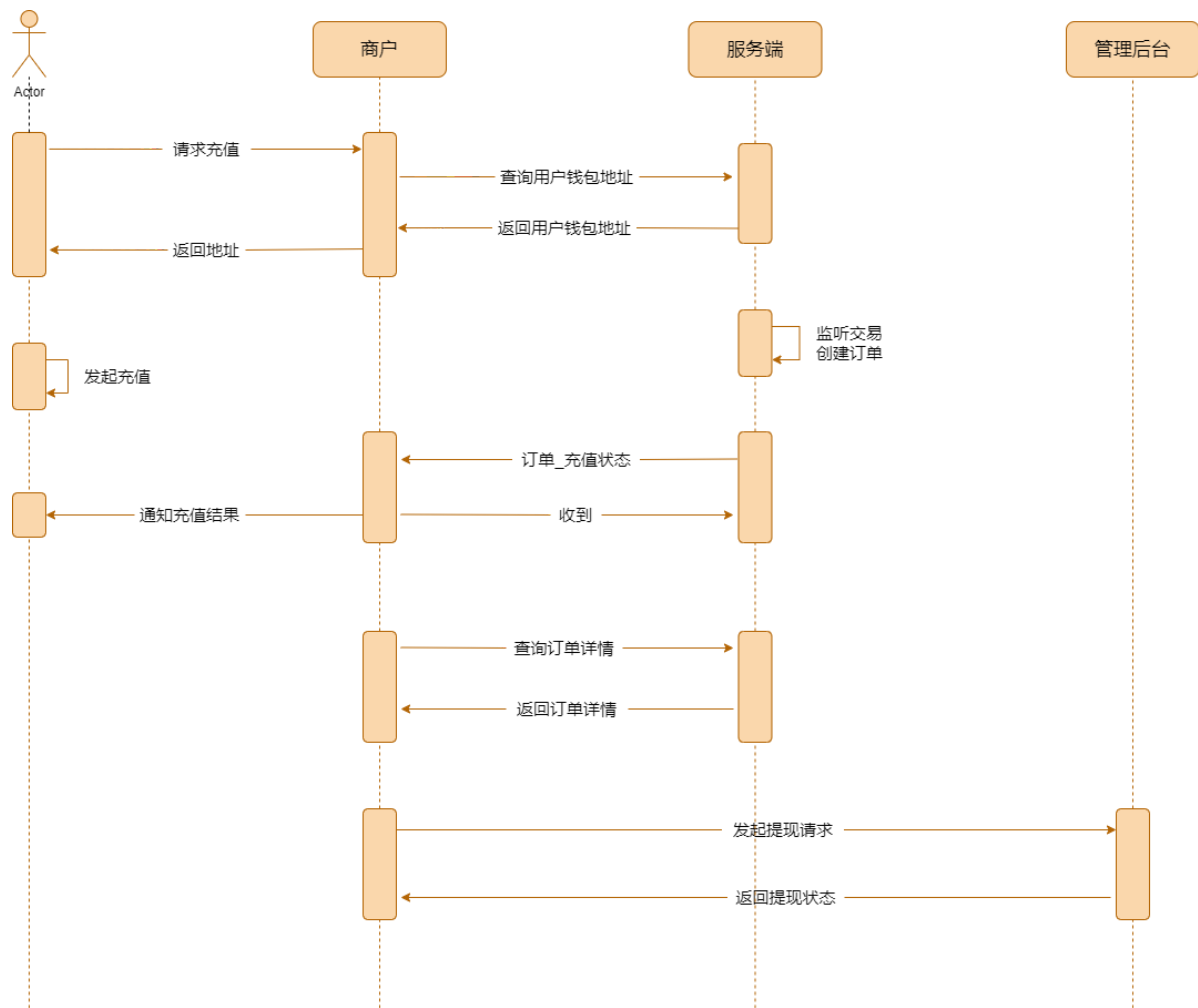 Actor
商户
服务端
管理后台
请求充值
查询用户钱包地址
返回用户钱包地址
返回地址
监听交易
创建订单
发起充值
订单_充值状态
通知充值结果
收到
查询订单详情
返回订单详情
发起提现请求
返回提现状态